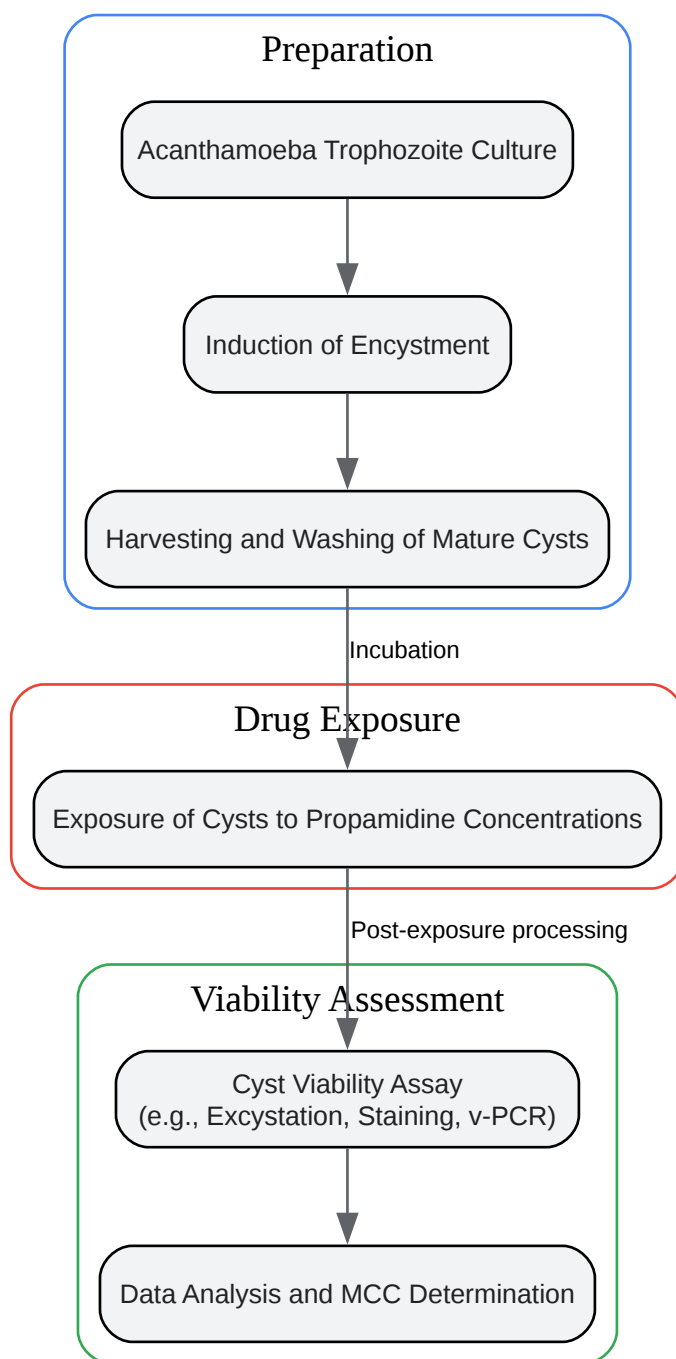 Preparation
Acanthamoeba Trophozoite Culture
Induction of Encystment
Harvesting and Washing of Mature Cysts
Incubation
Drug Exposure
Exposure of Cysts to Propamidine Concentrations
Post-exposure processing
Viability Assessment
Cyst Viability Assay
(e.g., Excystation, Staining, v-PCR)
Data Analysis and MCC Determination